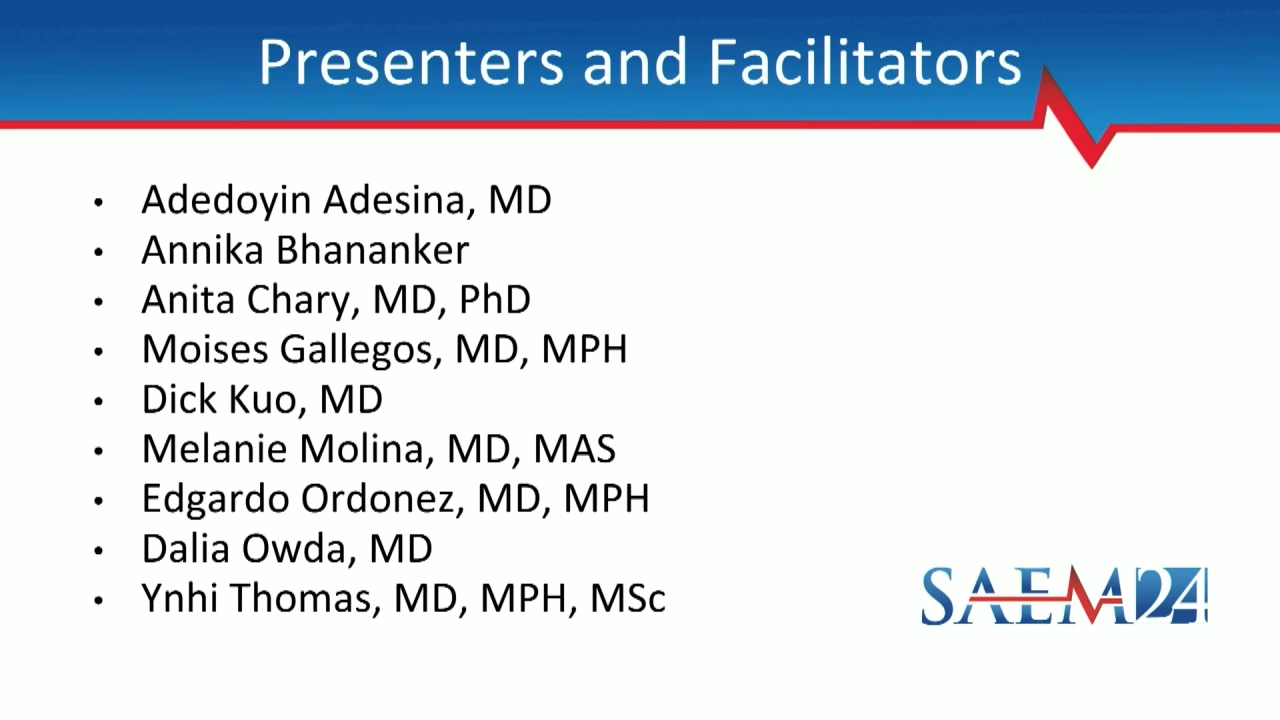 Presenters and Facilitators
• Adedoyin Adesina, MD
• Annika Bhananker
• Anita Chary, MD, PhD
• Moises Gallegos, MD, MPH
• Dick Kuo, MD
• Melanie Molina, MD, MAS
• Edgardo Ordonez, MD, MPH
• Dalia Owda, MD
• Ynhi Thomas, MD, MPH, MSc
SAEM24